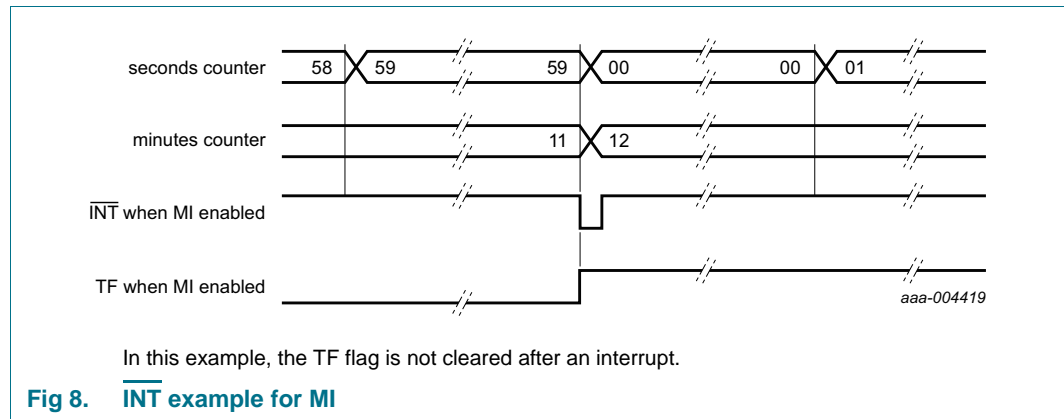 seconds counter 58 59 59 00 00 01
minutes counter 11 12
INT when MI enabled
TF when MI enabled
aaa-004419
In this example, the TF flag is not cleared after an interrupt.
Fig 8. INT example for MI